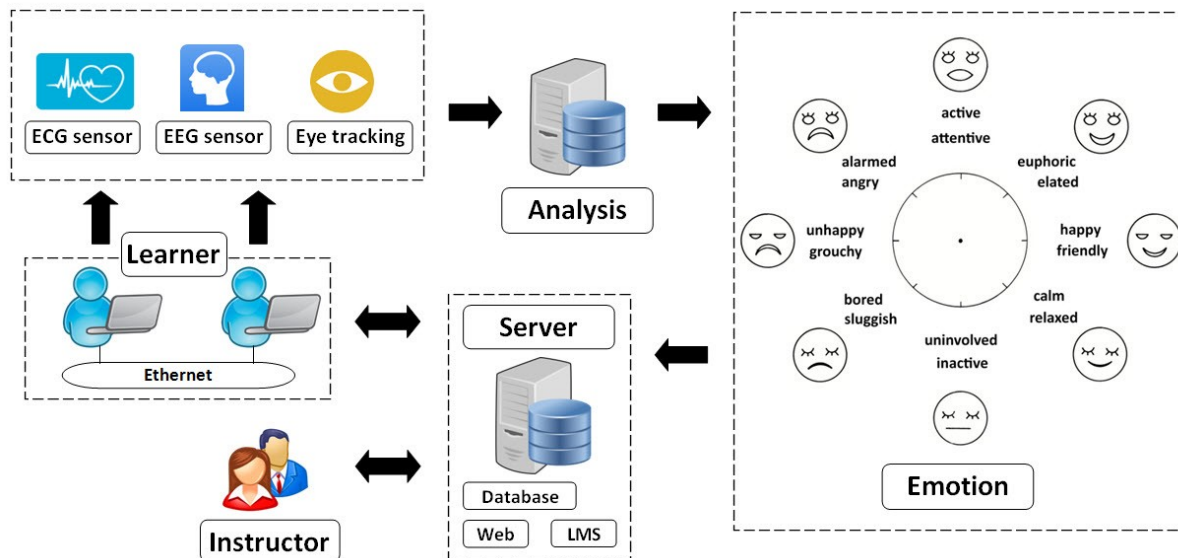 ECG sensor
EEG sensor
Eye tracking
Analysis
active
attentive
euphoric
elated
happy
friendly
calm
relaxed
uninvolved
inactive
bored
sluggish
unhappy
grouchy
alarmed
angry
Emotion
Learner
Ethernet
Server
Database
Web
LMS
Instructor